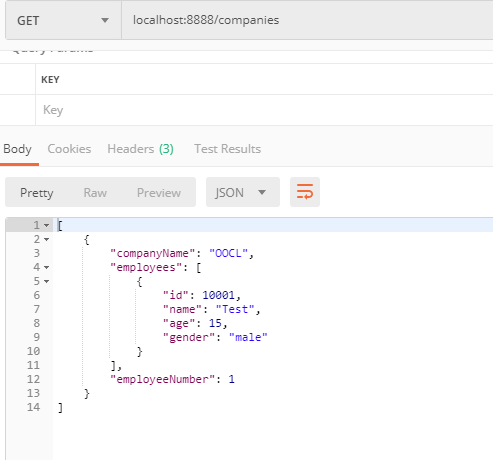 GET localhost:8888/companies
Query Params
KEY
Key
Body Cookies Headers (3) Test Results
Pretty Raw Preview JSON
1 [
2 {
3 "companyName": "OOCL",
4 "employees": [
5 {
6 "id": 10001,
7 "name": "Test",
8 "age": 15,
9 "gender": "male"
10 }
11 ],
12 "employeeNumber": 1
13 }
14 ]